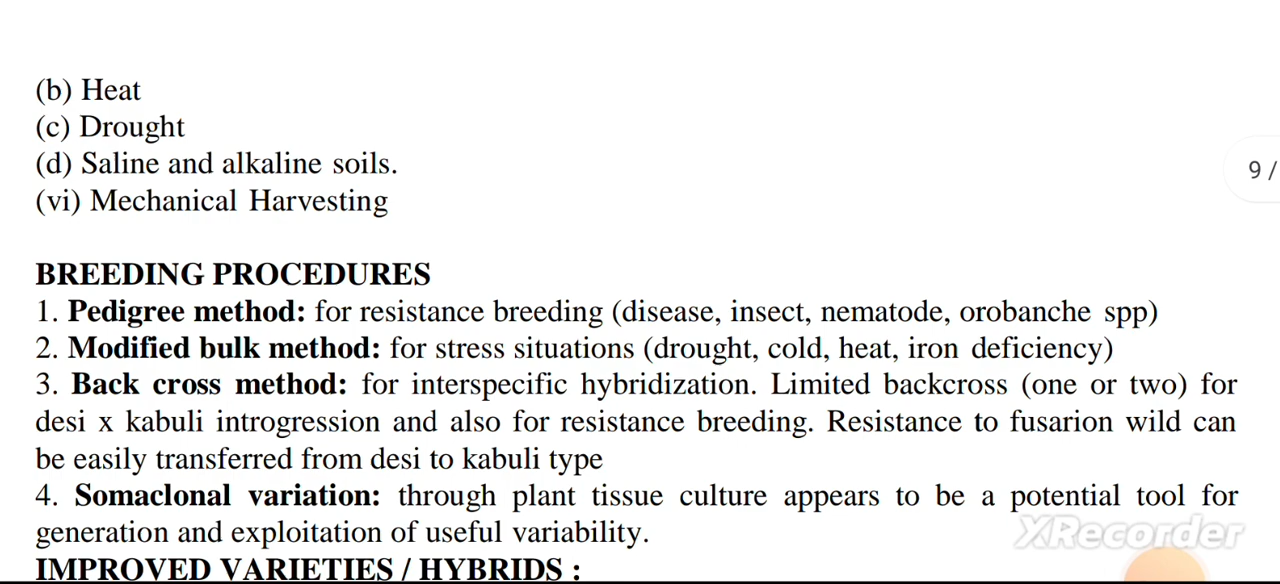 (b) Heat
(c) Drought
(d) Saline and alkaline soils.
(vi) Mechanical Harvesting
9 /
BREEDING PROCEDURES
1. Pedigree method: for resistance breeding (disease, insect, nematode, orobanche spp)
2. Modified bulk method: for stress situations (drought, cold, heat, iron deficiency)
3. Back cross method: for interspecific hybridization. Limited backcross (one or two) for
desi x kabuli introgression and also for resistance breeding. Resistance to fusarion wild can
be easily transferred from desi to kabuli type
4. Somaclonal variation: through plant tissue culture appears to be a potential tool for
generation and exploitation of useful variability.
XRecorder
IMPROVED VARIETIES / HYBRIDS :